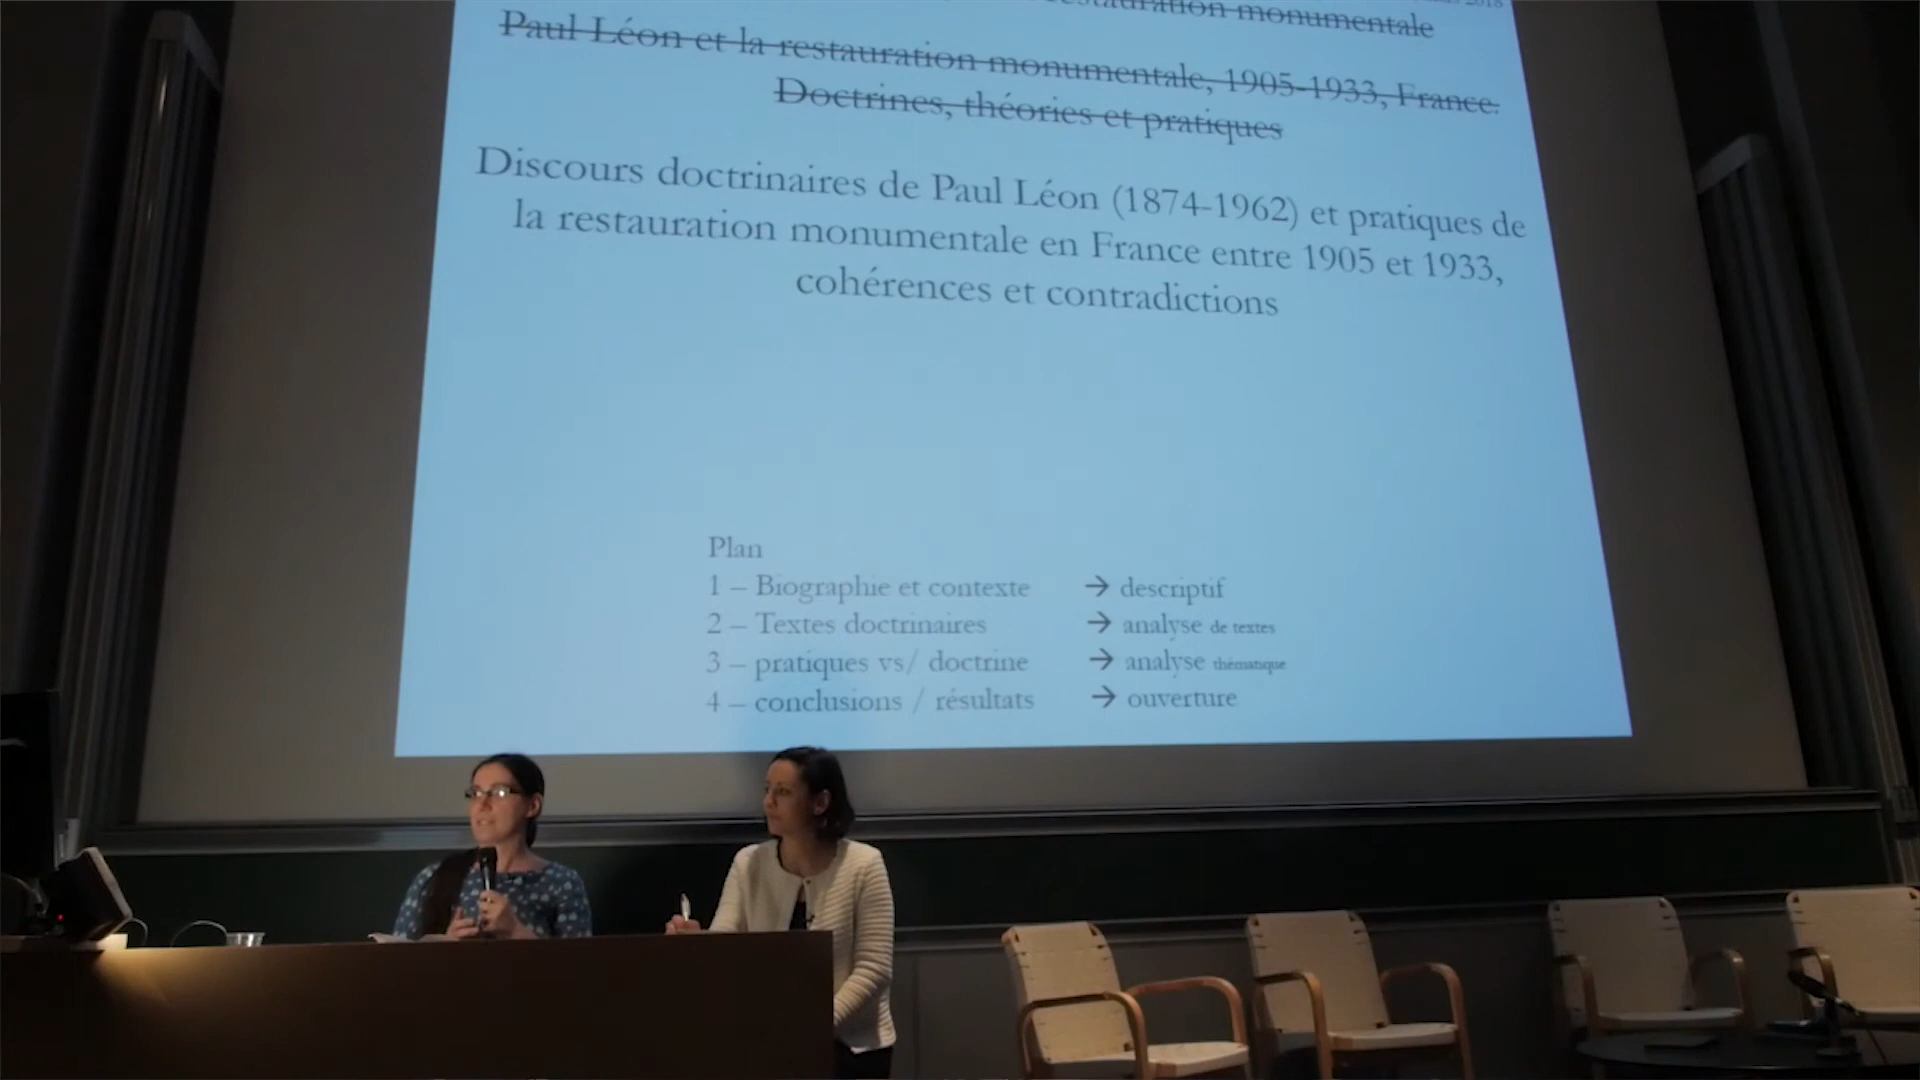 restauration monumentale
Paul Léon et la restauration monumentale, 1905-1933, France.
Doctrines, théories et pratiques
Discours doctrinaires de Paul Léon (1874-1962) et pratiques de
la restauration monumentale en France entre 1905 et 1933,
cohérences et contradictions
Plan
1 – Biographie et contexte → descriptif
2 – Textes doctrinaires → analyse de textes
3 – pratiques vs/ doctrine → analyse thématique
4 – conclusions / résultats → ouverture